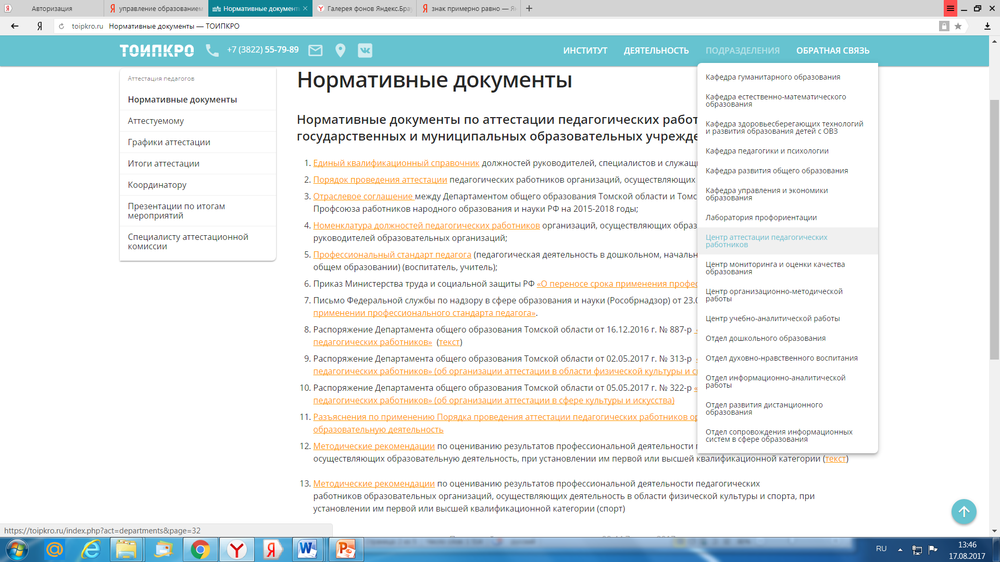 Авторизация
управление образованием
Нормативные документы
Галерея фонов Яндекс.Брау
знак примерно равно — Ян
toipkro.ru Нормативные документы — ТОИПКРО
ТОИПКРО +7 (3822) 55-79-89
ИНСТИТУТ ДЕЯТЕЛЬНОСТЬ ПОДРАЗДЕЛЕНИЯ ОБРАТНАЯ СВЯЗЬ
Аттестация педагогов
Нормативные документы
Аттестуемому
Графики аттестации
Итоги аттестации
Координатору
Презентации по итогам
мероприятий
Специалисту аттестационной
комиссии
Нормативные документы
Нормативные документы по аттестации педагогических работ
государственных и муниципальных образовательных учрежде
1. Единый квалификационный справочник должностей руководителей, специалистов и служащ
2. Порядок проведения аттестации педагогических работников организаций, осуществляющих
3. Отраслевое соглашение между Департаментом общего образования Томской области и Томс
Профсоюза работников народного образования и науки РФ на 2015-2018 годы;
4. Номенклатура должностей педагогических работников организаций, осуществляющих образ
руководителей образовательных организаций;
5. Профессиональный стандарт педагога (педагогическая деятельность в дошкольном, началь
общем образовании) (воспитатель, учитель);
6. Приказ Министерства труда и социальной защиты РФ «О переносе срока применения профес
7. Письмо Федеральной службы по надзору в сфере образования и науки (Рособрнадзор) от 23.0
применении профессионального стандарта педагога».
8. Распоряжение Департамента общего образования Томской области от 16.12.2016 г. № 887-р «
педагогических работников» (текст)
9. Распоряжение Департамента общего образования Томской области от 02.05.2017 г. № 313-р «
педагогических работников» (об организации аттестации в области физической культуры и с
10. Распоряжение Департамента общего образования Томской области от 05.05.2017 г. № 322-р «
педагогических работников» (об организации аттестации в сфере культуры и искусства)
11. Разъяснения по применению Порядка проведения аттестации педагогических работников ор
образовательную деятельность
12. Методические рекомендации по оцениванию результатов профессиональной деятельности п
осуществляющих образовательную деятельность, при установлении им первой или высшей квалификационной категории (текст)
13. Методические рекомендации по оцениванию результатов профессиональной деятельности педагогических
работников образовательных организаций, осуществляющих деятельность в области физической культуры и спорта, при
установлении им первой или высшей квалификационной категории (спорт)
Кафедра гуманитарного образования
Кафедра естественно-математического
образования
Кафедра здоровьесберегающих технологий
и развития образования детей с ОВЗ
Кафедра педагогики и психологии
Кафедра развития общего образования
Кафедра управления и экономики
образования
Лаборатория профориентации
Центр аттестации педагогических
работников
Центр мониторинга и оценки качества
образования
Центр организационно-методической
работы
Центр учебно-аналитической работы
Отдел дошкольного образования
Отдел духовно-нравственного воспитания
Отдел информационно-аналитической
работы
Отдел развития дистанционного
образования
Отдел сопровождения информационных
систем в сфере образования
https://toipkro.ru/index.php?act=departments&page=32
RU
13:46
17.08.2017